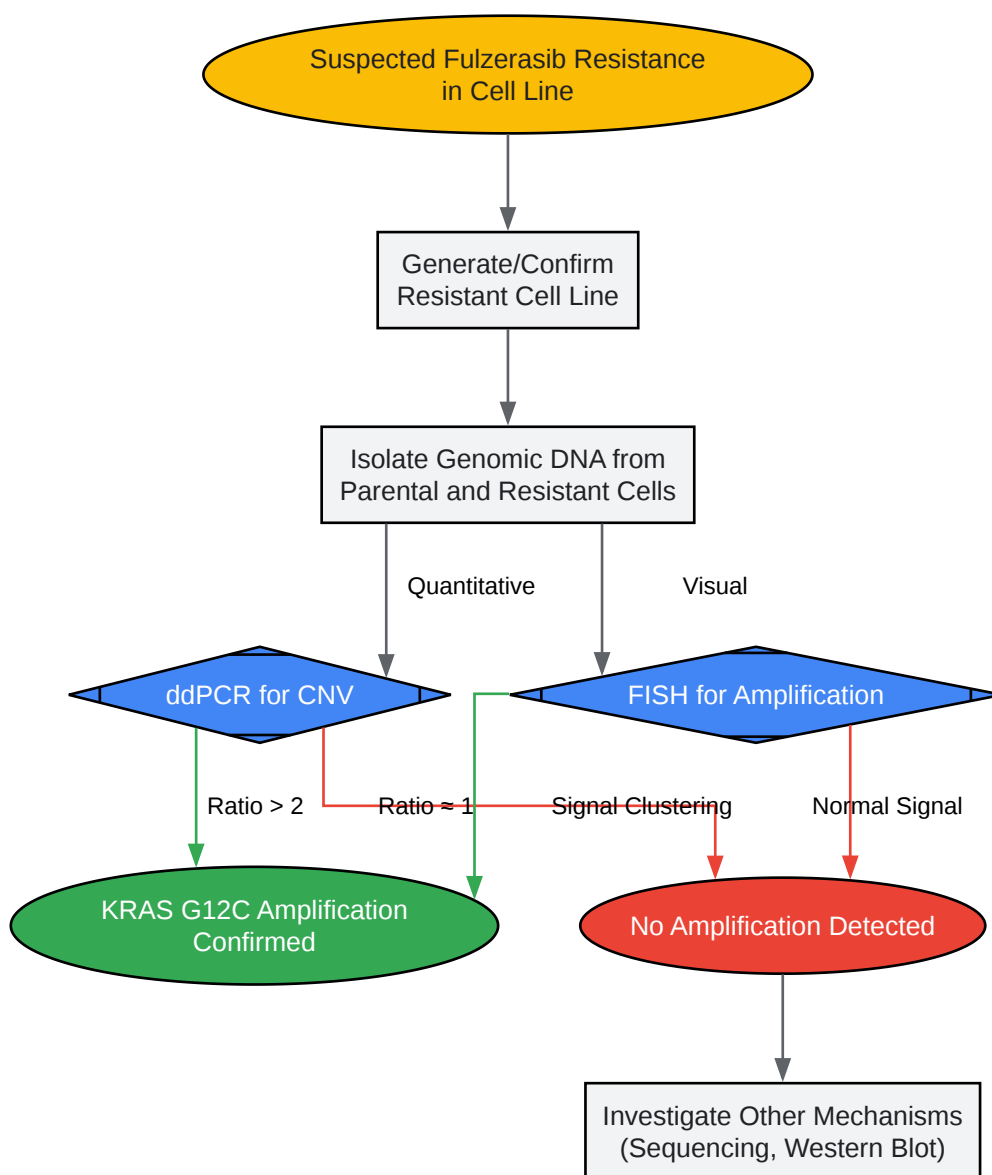 Suspected Fulzerasib Resistance
in Cell Line
Generate/Confirm
Resistant Cell Line
Isolate Genomic DNA from
Parental and Resistant Cells
Quantitative
Visual
ddPCR for CNV
FISH for Amplification
Ratio > 2
Ratio ≈ 1
Signal Clustering
Normal Signal
KRAS G12C Amplification
Confirmed
No Amplification Detected
Investigate Other Mechanisms
(Sequencing, Western Blot)